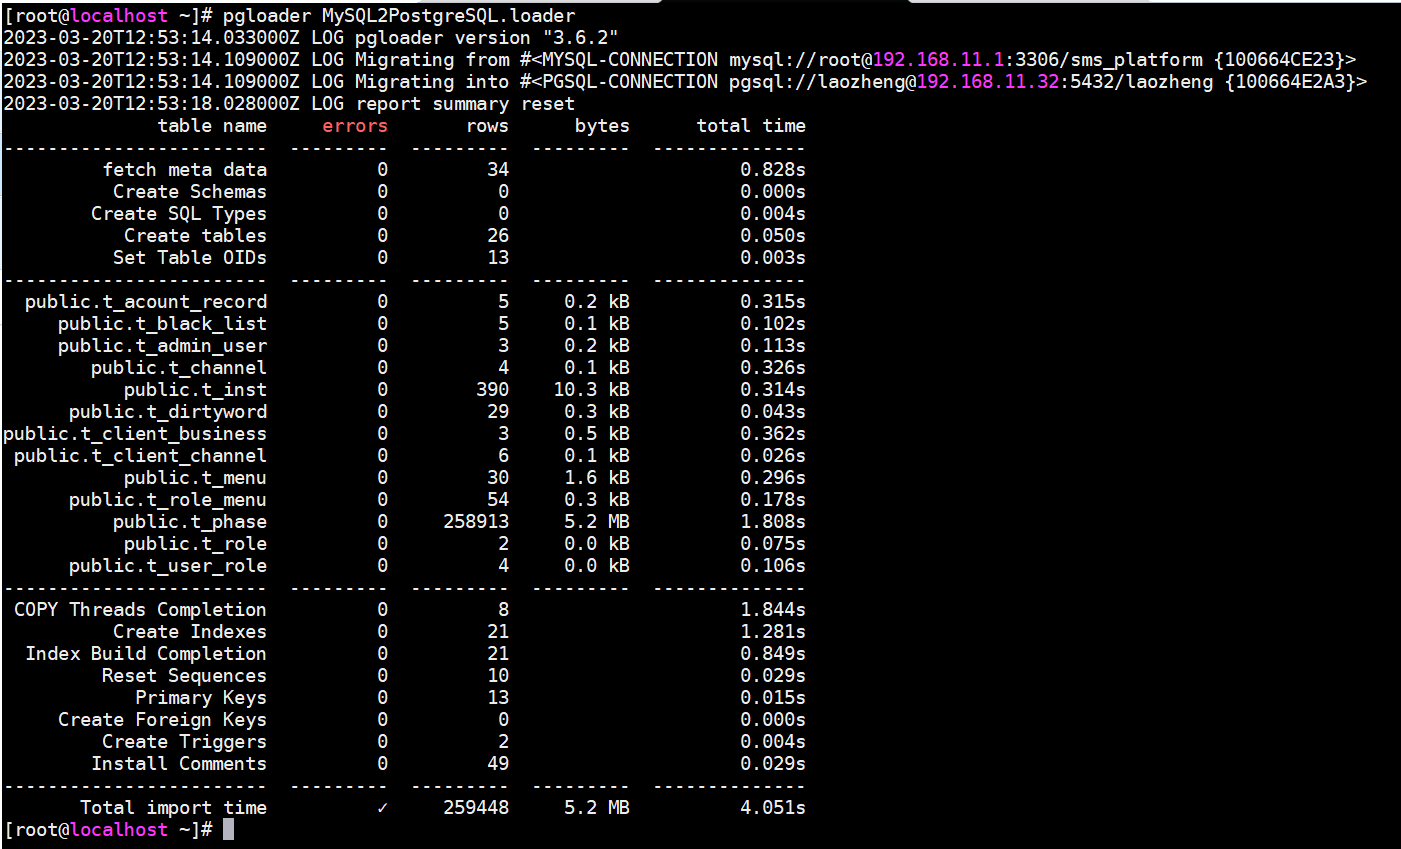 [root@localhost ~]# pgloader MySQL2PostgreSQL.loader
2023-03-20T12:53:14.033000Z LOG pgloader version "3.6.2"
2023-03-20T12:53:14.109000Z LOG Migrating from #<MYSQL-CONNECTION mysql://root@192.168.11.1:3306/sms_platform {100664CE23}>
2023-03-20T12:53:14.109000Z LOG Migrating into #<PGSQL-CONNECTION pgsql://laozheng@192.168.11.32:5432/laozheng {100664E2A3}>
2023-03-20T12:53:18.028000Z LOG report summary reset
             table name     errors       rows      bytes      total time
-----------------------  ---------  ---------  ---------  --------------
        fetch meta data          0         34                     0.828s
         Create Schemas          0          0                     0.000s
       Create SQL Types          0          0                     0.004s
          Create tables          0         26                     0.050s
         Set Table OIDs          0         13                     0.003s
-----------------------  ---------  ---------  ---------  --------------
 public.t_acount_record          0          5     0.2 kB          0.315s
    public.t_black_list          0          5     0.1 kB          0.102s
    public.t_admin_user          0          3     0.2 kB          0.113s
       public.t_channel          0          4     0.1 kB          0.326s
          public.t_inst          0        390    10.3 kB          0.314s
     public.t_dirtyword          0         29     0.3 kB          0.043s
public.t_client_business          0          3     0.5 kB          0.362s
 public.t_client_channel          0          6     0.1 kB          0.026s
          public.t_menu          0         30     1.6 kB          0.296s
     public.t_role_menu          0         54     0.3 kB          0.178s
         public.t_phase          0     258913     5.2 MB          1.808s
          public.t_role          0          2     0.0 kB          0.075s
     public.t_user_role          0          4     0.0 kB          0.106s
-----------------------  ---------  ---------  ---------  --------------
COPY Threads Completion          0          8                     1.844s
         Create Indexes          0         21                     1.281s
 Index Build Completion          0         21                     0.849s
        Reset Sequences          0         10                     0.029s
           Primary Keys          0         13                     0.015s
    Create Foreign Keys          0          0                     0.000s
        Create Triggers          0          2                     0.004s
       Install Comments          0         49                     0.029s
-----------------------  ---------  ---------  ---------  --------------
      Total import time          ✓     259448     5.2 MB          4.051s
[root@localhost ~]#